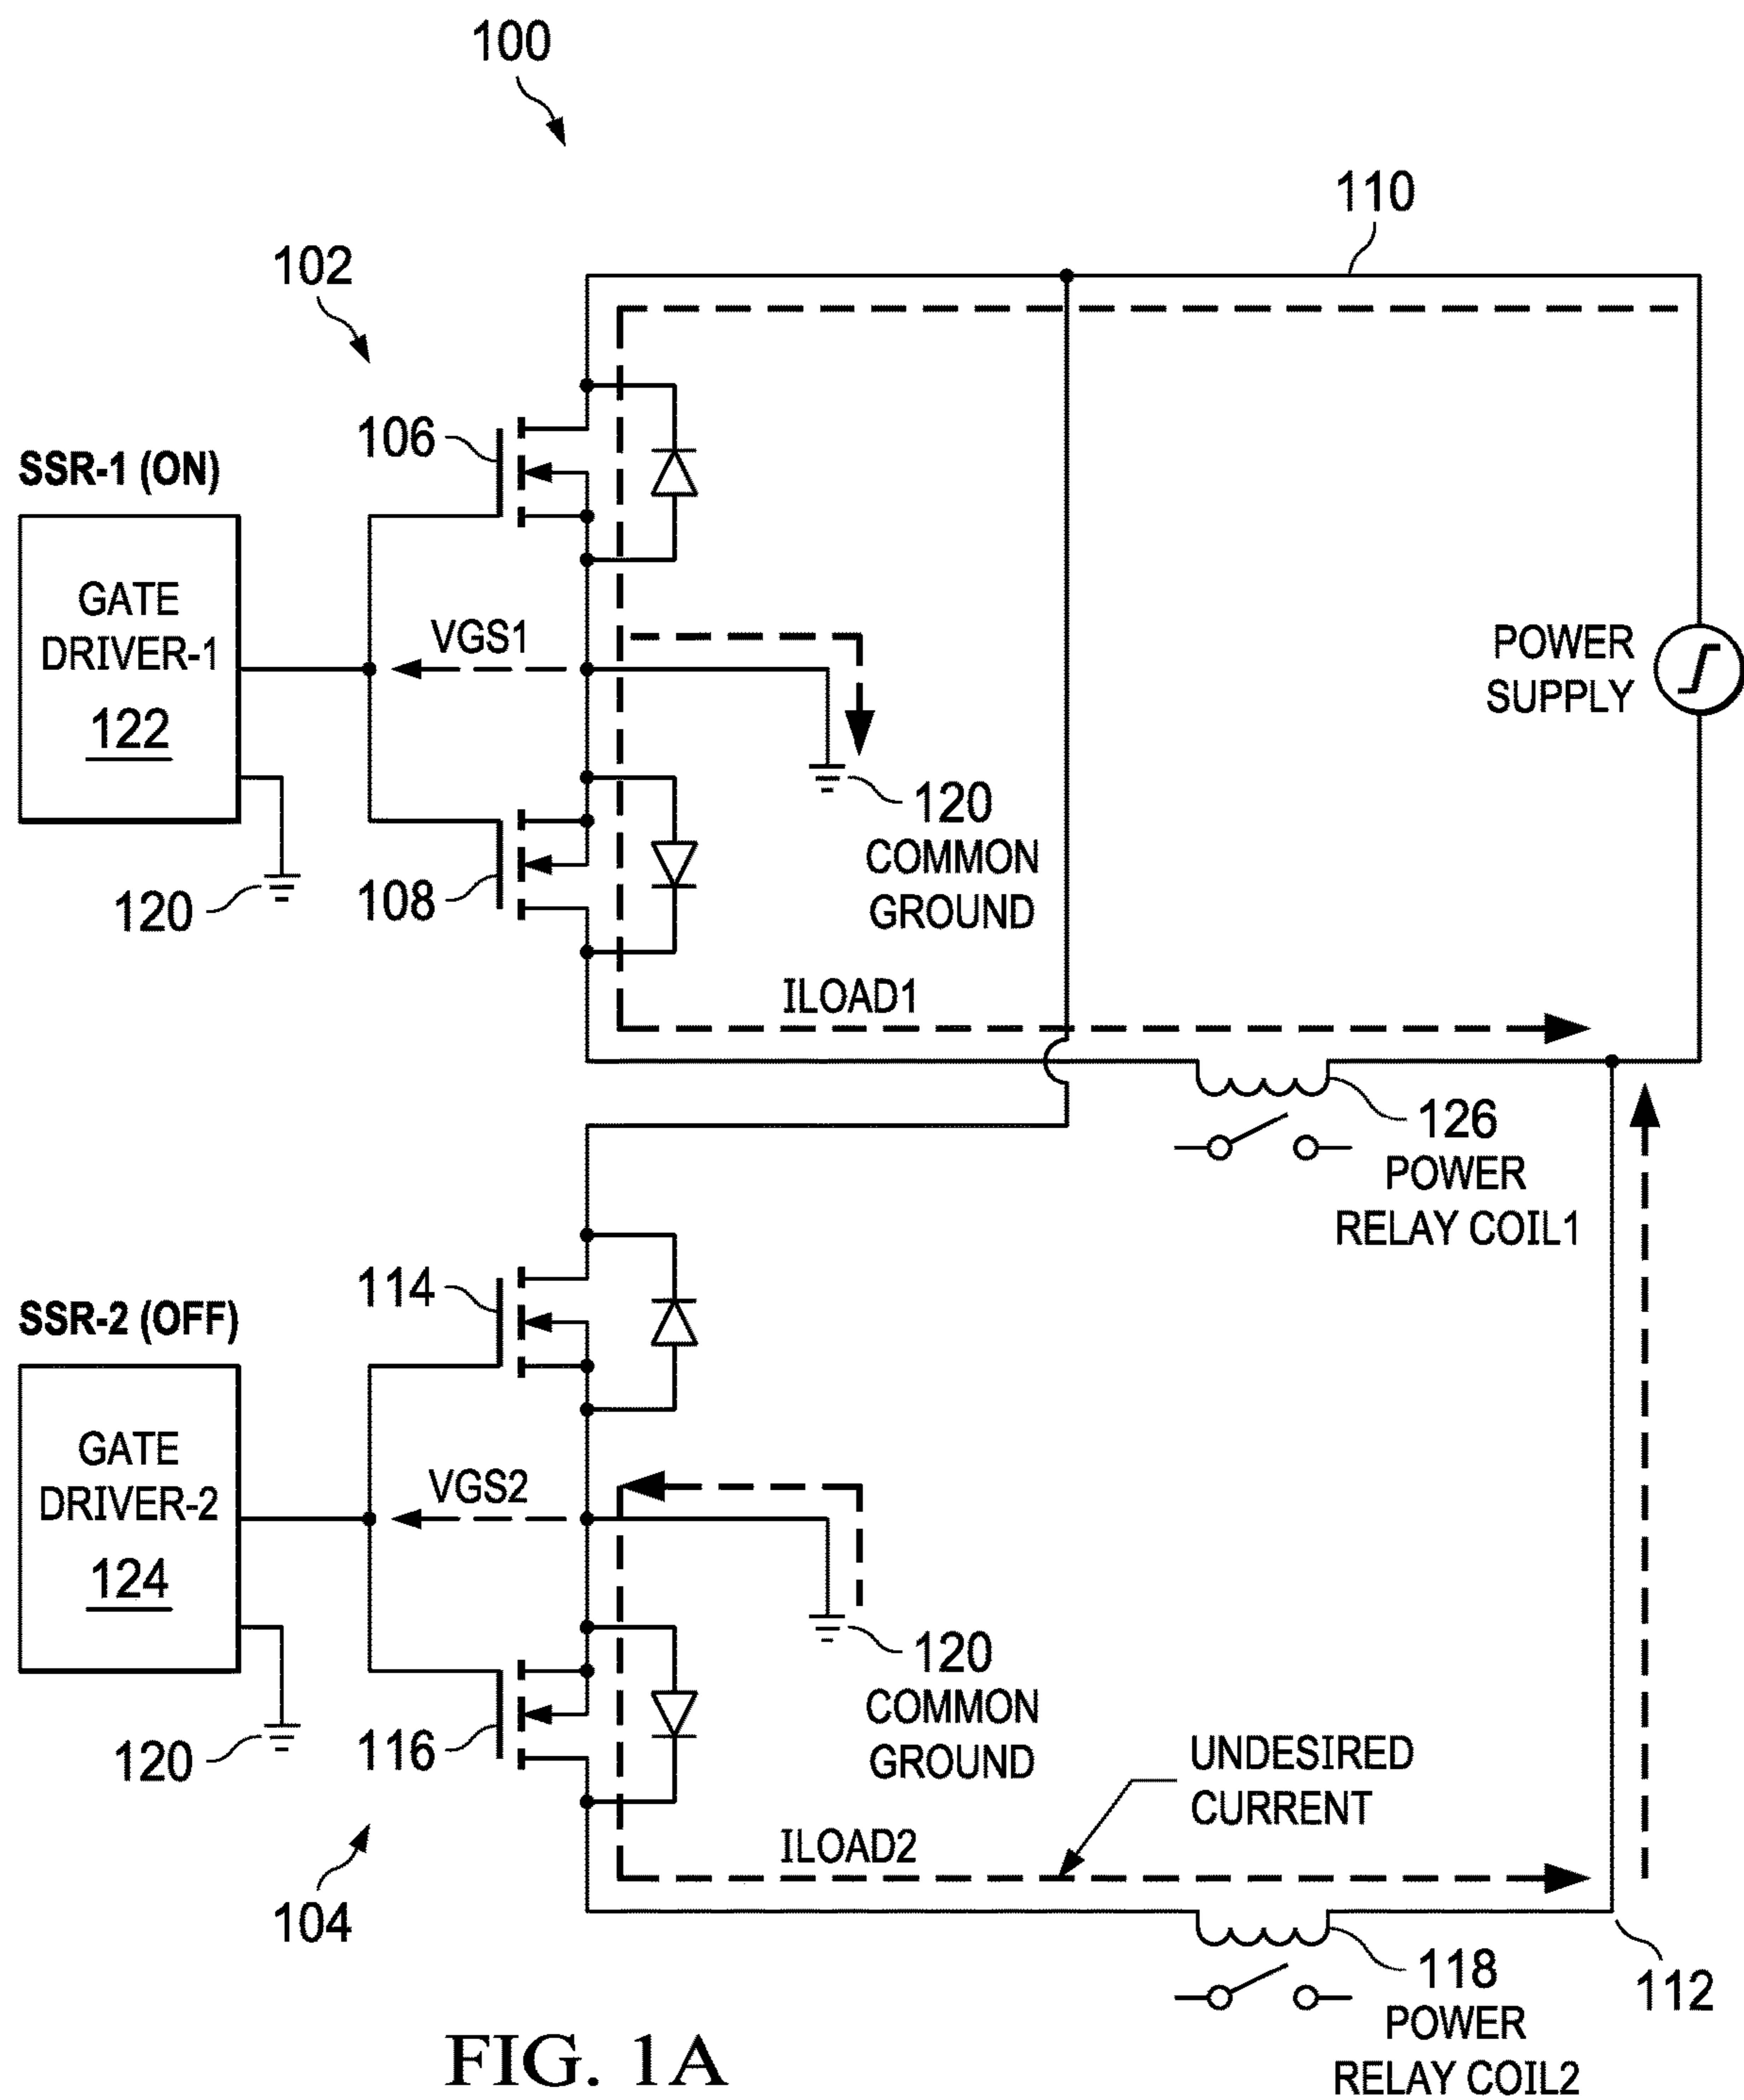 100
110
102
106
SSR-1 (ON)
GATE
DRIVER-1
122
VGS1
POWER
SUPPLY
120
COMMON
GROUND
120
108
ILOAD1
126
POWER
RELAY COIL1
114
SSR-2 (OFF)
GATE
DRIVER-2
124
VGS2
120
COMMON
GROUND
120
116
UNDESIRED
CURRENT
ILOAD2
104
118
POWER
RELAY COIL2
112
FIG. 1A